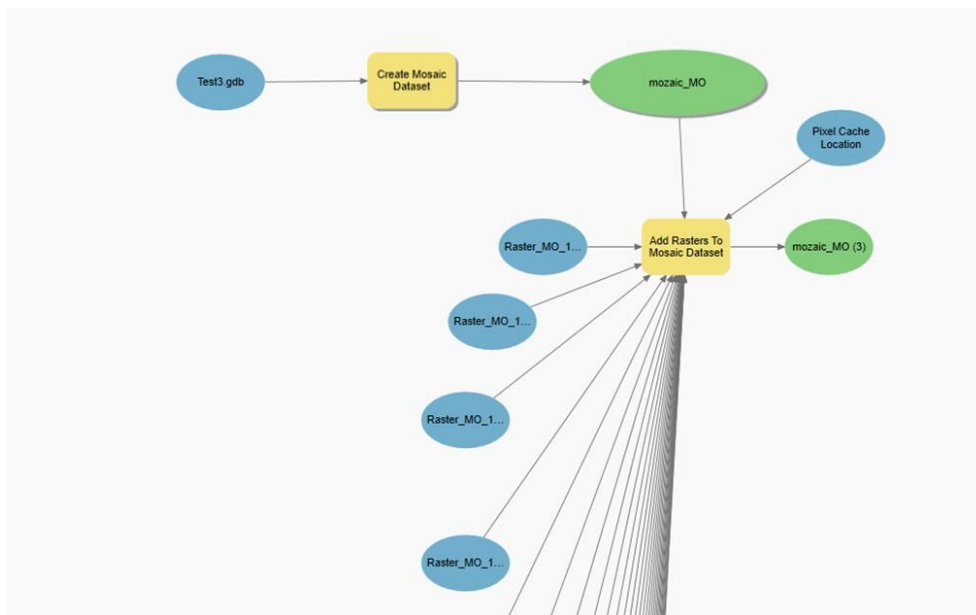 Test3.gdb
Create Mosaic
Dataset
mozaic_MO
Pixel Cache
Location
Raster_MO_1...
Add Rasters To
Mosaic Dataset
mozaic_MO (3)
Raster_MO_1...
Raster_MO_1...
Raster_MO_1...